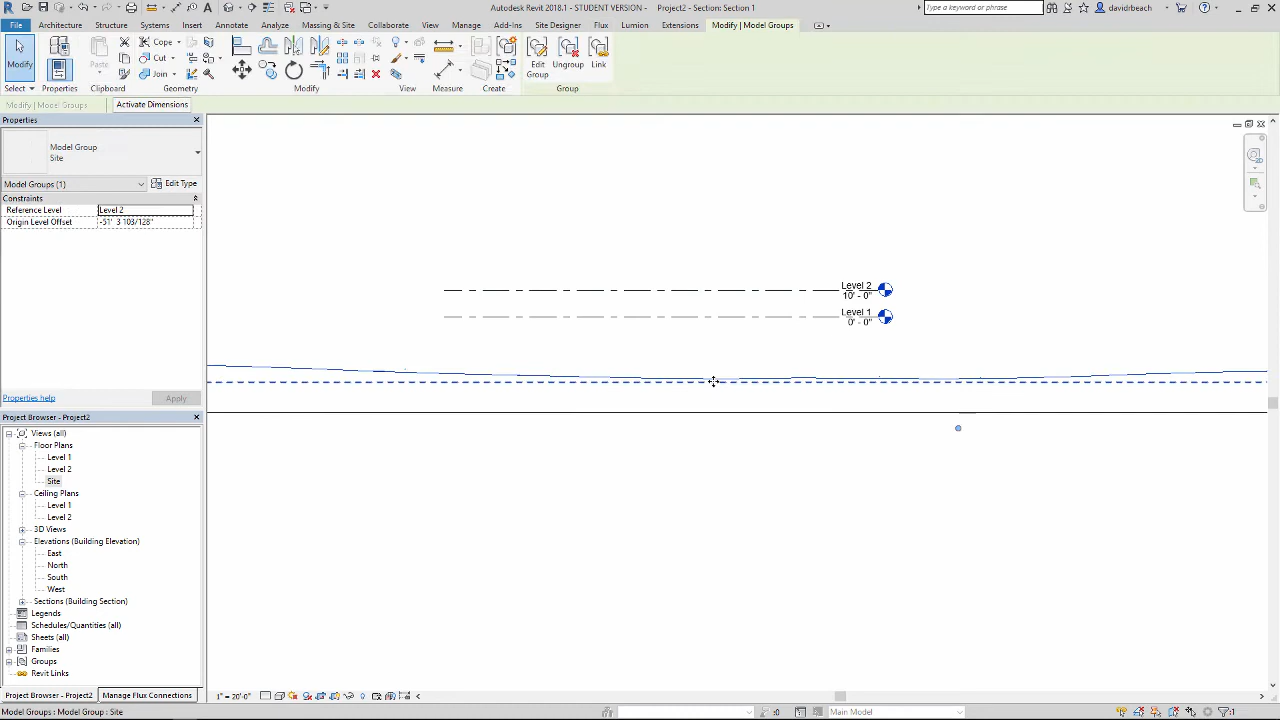 Autodesk Revit 2018.1 - STUDENT VERSION - Project2 - Section: Section 1
Type a keyword or phrase
davidbeach
File Architecture Structure Systems Insert Annotate Analyze Massing & Site Collaborate View Manage Add-Ins Site Designer Flux Lumion Extensions Modify | Model Groups
Modify
Properties
Paste
Cope
Cut
Join
Edit Group
Ungroup
Link
Select Properties Clipboard Geometry Modify View Measure Create Group
Modify | Model Groups Activate Dimensions
Properties
Model Group
Site
Model Groups (1) Edit Type
Constraints
Reference Level Level 2
Origin Level Offset -51' 3 103/128"
Level 2
10' - 0"
Level 1
0' - 0"
Properties help Apply
Project Browser - Project2
Views (all)
Floor Plans
Level 1
Level 2
Site
Ceiling Plans
Level 1
Level 2
3D Views
Elevations (Building Elevation)
East
North
South
West
Sections (Building Section)
Legends
Schedules/Quantities (all)
Sheets (all)
Families
Groups
Revit Links
Project Browser - Project2 Manage Flux Connections
1" = 20'-0"
Model Groups : Model Group : Site
:0
Main Model
:1